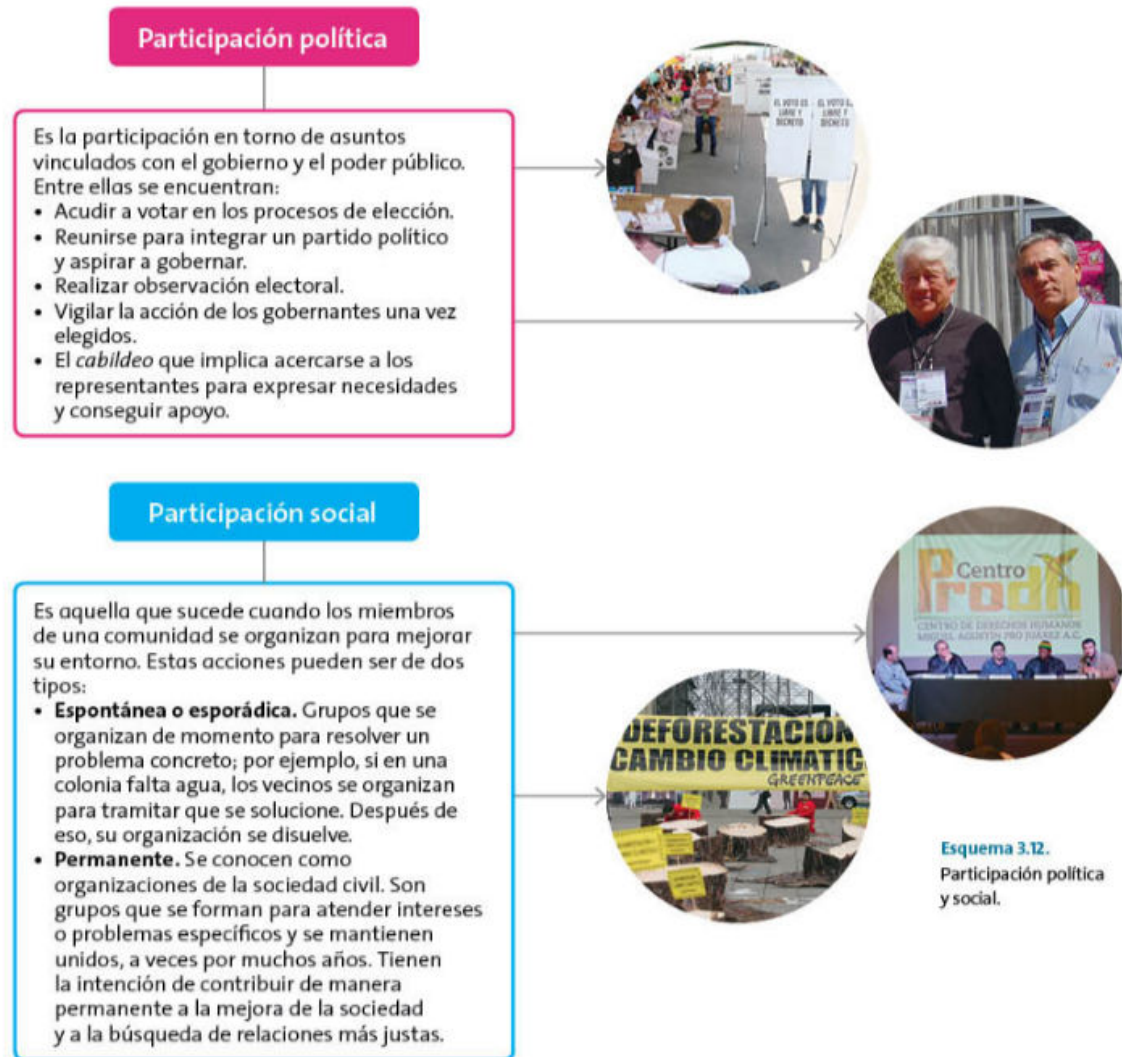 Participación política
Es la participación en torno de asuntos
vinculados con el gobierno y el poder público.
Entre ellas se encuentran:
• Acudir a votar en los procesos de elección.
• Reunirse para integrar un partido político
y aspirar a gobernar.
• Realizar observación electoral.
• Vigilar la acción de los gobernantes una vez
elegidos.
• El cabildeo que implica acercarse a los
representantes para expresar necesidades
y conseguir apoyo.
EL VOTO ES
LIBRE Y
SECRETO
EL VOTO E
LIBRE Y
SECRETO
Participación social
Es aquella que sucede cuando los miembros
de una comunidad se organizan para mejorar
su entorno. Estas acciones pueden ser de dos
tipos:
• Espontánea o esporádica. Grupos que se
organizan de momento para resolver un
problema concreto; por ejemplo, si en una
colonia falta agua, los vecinos se organizan
para tramitar que se solucione. Después de
eso, su organización se disuelve.
• Permanente. Se conocen como
organizaciones de la sociedad civil. Son
grupos que se forman para atender intereses
o problemas específicos y se mantienen
unidos, a veces por muchos años. Tienen
la intención de contribuir de manera
permanente a la mejora de la sociedad
y a la búsqueda de relaciones más justas.
Centro
Prodh
CENTRO DE DERECHOS HUMANOS
MIGUEL AGUSTÍN PRO JUÁREZ A.C.
DEFORESTACIÓN
CAMBIO CLIMATIC
GREENPEACE
Esquema 3.12.
Participación política
y social.